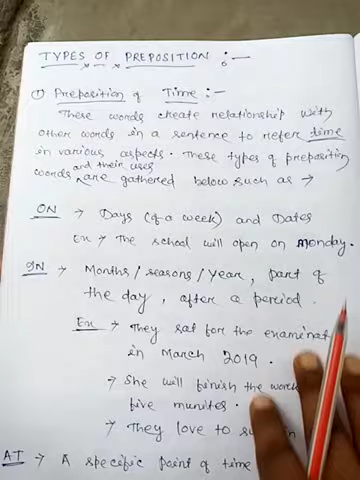 TYPES OF PREPOSITION :-
① Preposition of Time :-
These words create relationship with
other words in a sentence to refer time
in various aspects. These types of preposition
and their uses
words are gathered below such as →
ON → Days (of a week) and Dates
Ex → The school will open on Monday.
IN → Months/seasons/Year, part of
the day, after a period.
Ex → They sat for the examinat
in March 2019.
→ She will finish the work
five munites.
→ They love to in
AT → A specific point of time